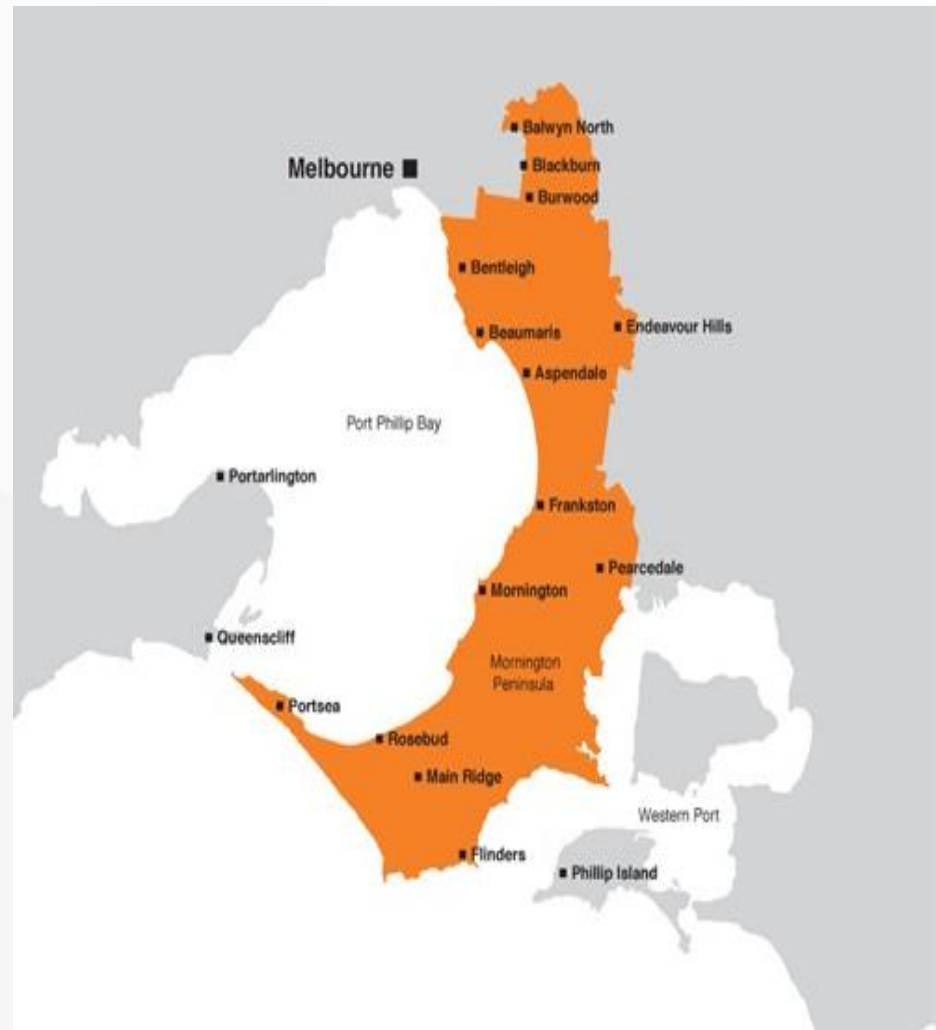 Balwyn North
Melbourne
Blackburn
Burwood
Bentleigh
Endeavour Hills
Beaumaris
Aspendale
Port Phillip Bay
Portarlington
Frankston
Pearcedale
Mornington
Queenscliff
Mornington
Peninsula
Portsea
Rosebud
Main Ridge
Western Port
Flinders
Phillip Island